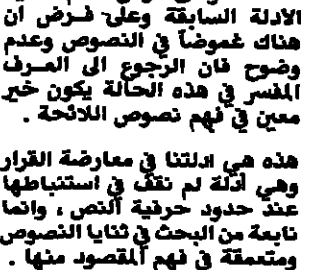 الادلة السابقة وعلى فرض ان
هناك غموضاً في النصوص وعدم
وضوح فان الرجوع الى العرف
المفسر في هذه الحالة يكون خير
معين في فهم نصوص اللائحة .
هذه هي ادلتنا في معارضة القرار
وهي أدلة لم نقف في استنباطها
عند حدود حرفية النص ، وانما
نابعة من البحث في ثنايا النصوص
ومتعمقة في فهم المقصود منها .